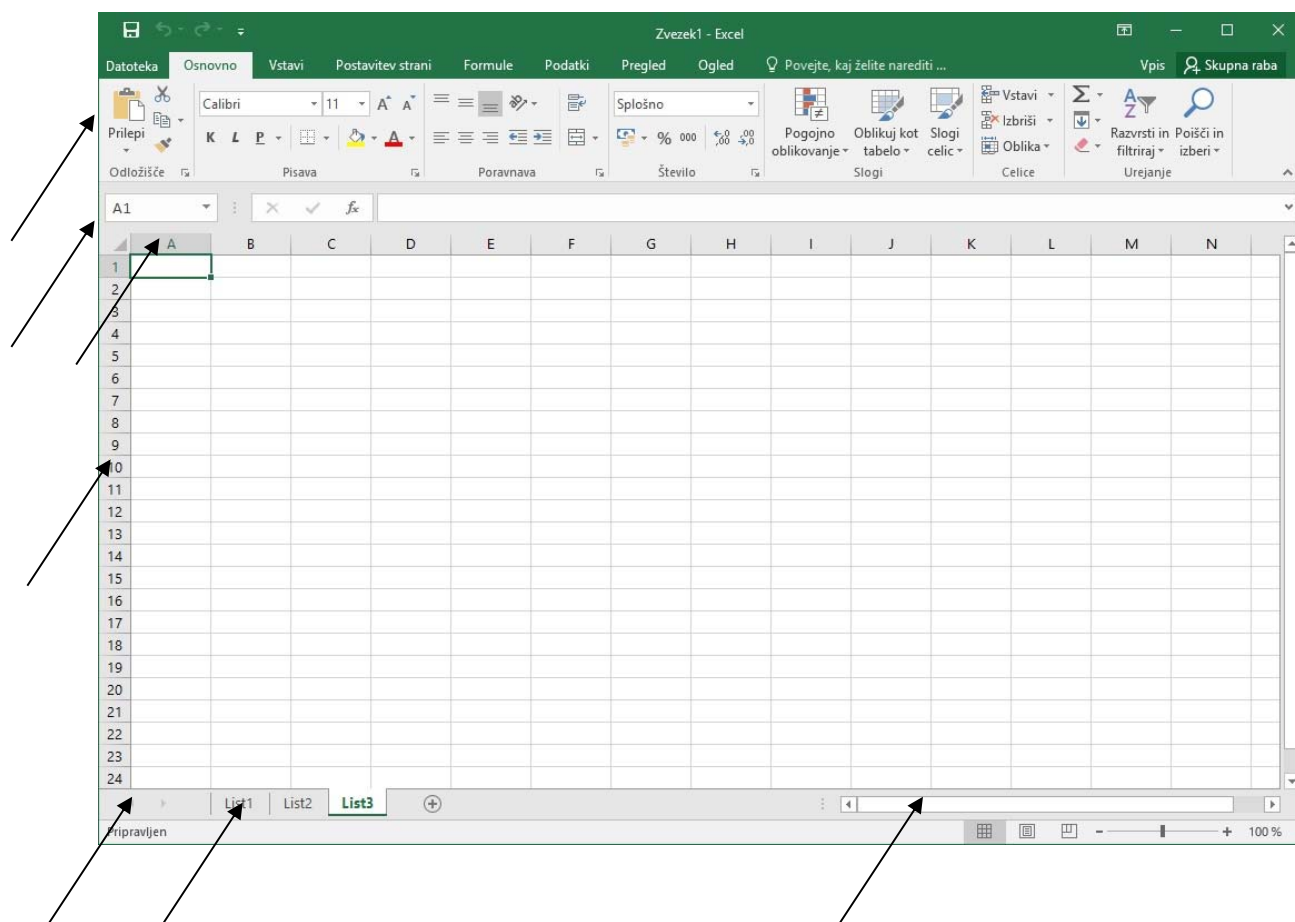 Zvezek1 - Excel
Datoteka Osnovno Vstavi Postavitev strani Formule Podatki Pregled Ogled Povejte, kaj želite narediti ... Vpis Skupna raba
Prilepi
Calibri 11
K L P
Splošno
% 000
Pogojno oblikovanje
Oblikuj kot tabelo
Slogi celic
Vstavi
Izbriši
Oblika
Razvrsti in filtriraj
Poišči in izberi
Odložišče Pisava Poravnava Število Slogi Celice Urejanje
A1 fx
A B C D E F G H I J K L M N
1
2
3
4
5
6
7
8
9
10
11
12
13
14
15
16
17
18
19
20
21
22
23
24
List1 List2 List3
Pripravljen 100 %